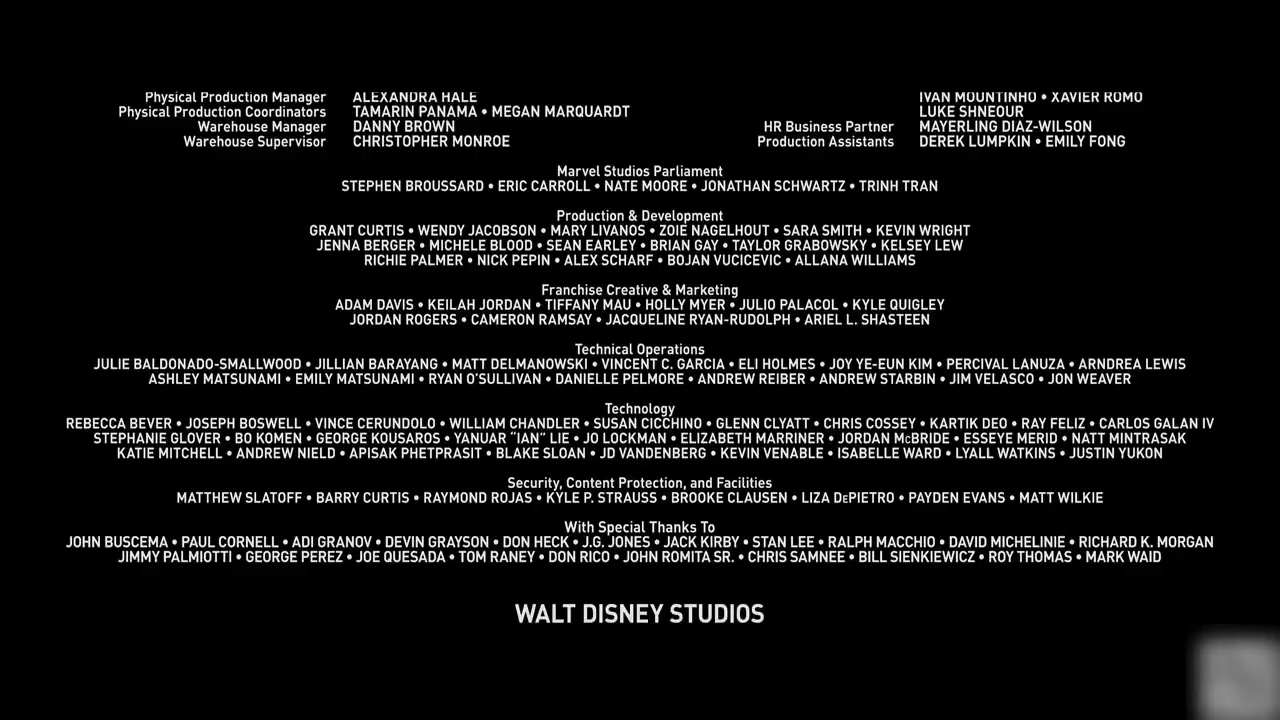 Physical Production Manager ALEXANDRA HALE
Physical Production Coordinators TAMARIN PANAMA • MEGAN MARQUARDT
Warehouse Manager DANNY BROWN
Warehouse Supervisor CHRISTOPHER MONROE
IVAN MOUNTINHO • XAVIER ROMO
LUKE SHNEOUR
HR Business Partner MAYERLING DIAZ-WILSON
Production Assistants DEREK LUMPKIN • EMILY FONG
Marvel Studios Parliament
STEPHEN BROUSSARD • ERIC CARROLL • NATE MOORE • JONATHAN SCHWARTZ • TRINH TRAN
Production & Development
GRANT CURTIS • WENDY JACOBSON • MARY LIVANOS • ZOIE NAGELHOUT • SARA SMITH • KEVIN WRIGHT
JENNA BERGER • MICHELE BLOOD • SEAN EARLEY • BRIAN GAY • TAYLOR GRABOWSKY • KELSEY LEW
RICHIE PALMER • NICK PEPIN • ALEX SCHARF • BOJAN VUCICEVIC • ALLANA WILLIAMS
Franchise Creative & Marketing
ADAM DAVIS • KEILAH JORDAN • TIFFANY MAU • HOLLY MYER • JULIO PALACOL • KYLE QUIGLEY
JORDAN ROGERS • CAMERON RAMSAY • JACQUELINE RYAN-RUDOLPH • ARIEL L. SHASTEEN
Technical Operations
JULIE BALDONADO-SMALLWOOD • JILLIAN BARAYANG • MATT DELMANOWSKI • VINCENT C. GARCIA • ELI HOLMES • JOY YE-EUN KIM • PERCIVAL LANUZA • ARNDREA LEWIS
ASHLEY MATSUNAMI • EMILY MATSUNAMI • RYAN O'SULLIVAN • DANIELLE PELMORE • ANDREW REIBER • ANDREW STARBIN • JIM VELASCO • JON WEAVER
Technology
REBECCA BEVER • JOSEPH BOSWELL • VINCE CERUNDOLO • WILLIAM CHANDLER • SUSAN CICCHINO • GLENN CLYATT • CHRIS COSSEY • KARTIK DEO • RAY FELIZ • CARLOS GALAN IV
STEPHANIE GLOVER • BO KOMEN • GEORGE KOUSAROS • YANUAR “IAN” LIE • JO LOCKMAN • ELIZABETH MARRINER • JORDAN McBRIDE • ESSEYE MERID • NATT MINTRASAK
KATIE MITCHELL • ANDREW NIELD • APISAK PHETPRASIT • BLAKE SLOAN • JD VANDENBERG • KEVIN VENABLE • ISABELLE WARD • LYALL WATKINS • JUSTIN YUKON
Security, Content Protection, and Facilities
MATTHEW SLATOFF • BARRY CURTIS • RAYMOND ROJAS • KYLE P. STRAUSS • BROOKE CLAUSEN • LIZA DePIETRO • PAYDEN EVANS • MATT WILKIE
With Special Thanks To
JOHN BUSCEMA • PAUL CORNELL • ADI GRANOV • DEVIN GRAYSON • DON HECK • J.G. JONES • JACK KIRBY • STAN LEE • RALPH MACCHIO • DAVID MICHELINIE • RICHARD K. MORGAN
JIMMY PALMIOTTI • GEORGE PEREZ • JOE QUESADA • TOM RANEY • DON RICO • JOHN ROMITA SR. • CHRIS SAMNEE • BILL SIENKIEWICZ • ROY THOMAS • MARK WAID
WALT DISNEY STUDIOS